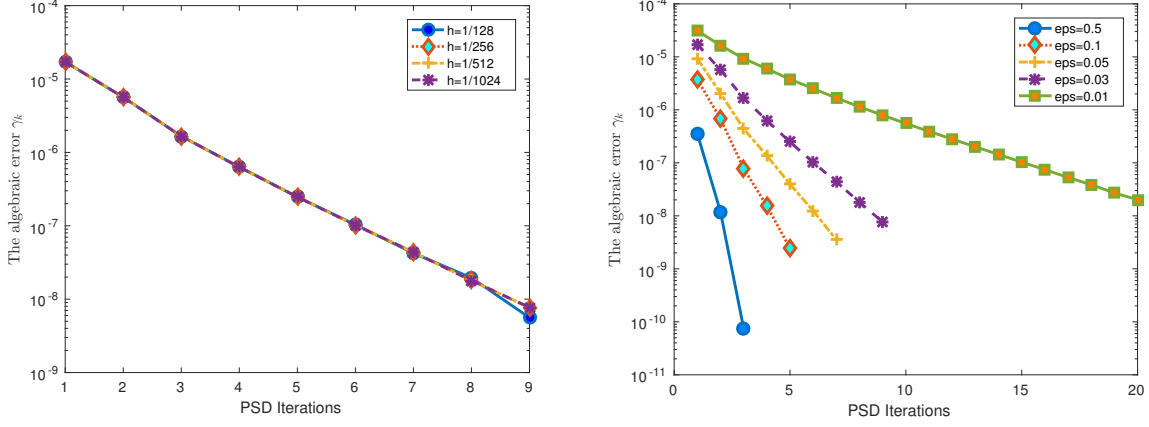 10^-4
10^-5
10^-6
10^-7
10^-8
10^-9
The algebraic error γ_k
1 2 3 4 5 6 7 8 9
PSD Iterations
h=1/128
h=1/256
h=1/512
h=1/1024
10^-4
10^-5
10^-6
10^-7
10^-8
10^-9
10^-10
10^-11
The algebraic error γ_k
0 5 10 15 20
PSD Iterations
eps=0.5
eps=0.1
eps=0.05
eps=0.03
eps=0.01